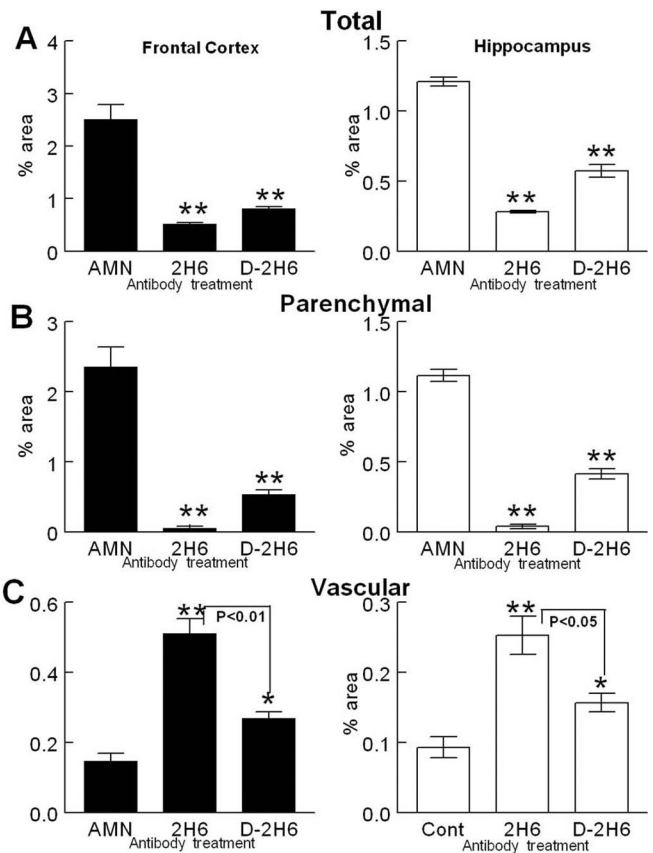 Total
A
Frontal Cortex
Hippocampus
% area
4
3
2
1
0
**
**
AMN 2H6 D-2H6
Antibody treatment
% area
1.5
1.0
0.5
0.0
**
**
AMN 2H6 D-2H6
Antibody treatment
Parenchymal
B
% area
3
2
1
0
**
**
AMN 2H6 D-2H6
Antibody treatment
% area
1.5
1.0
0.5
0.0
**
**
AMN 2H6 D-2H6
Antibody treatment
Vascular
C
% area
0.6
0.4
0.2
0.0
**
P<0.01
*
AMN 2H6 D-2H6
Antibody treatment
% area
0.3
0.2
0.1
0.0
**
P<0.05
*
Cont 2H6 D-2H6
Antibody treatment